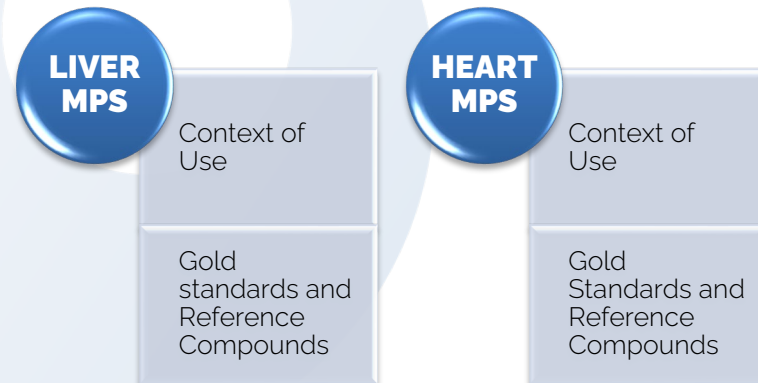 LIVER
MPS
Context of
Use
Gold
standards and
Reference
Compounds
HEART
MPS
Context of
Use
Gold
Standards and
Reference
Compounds